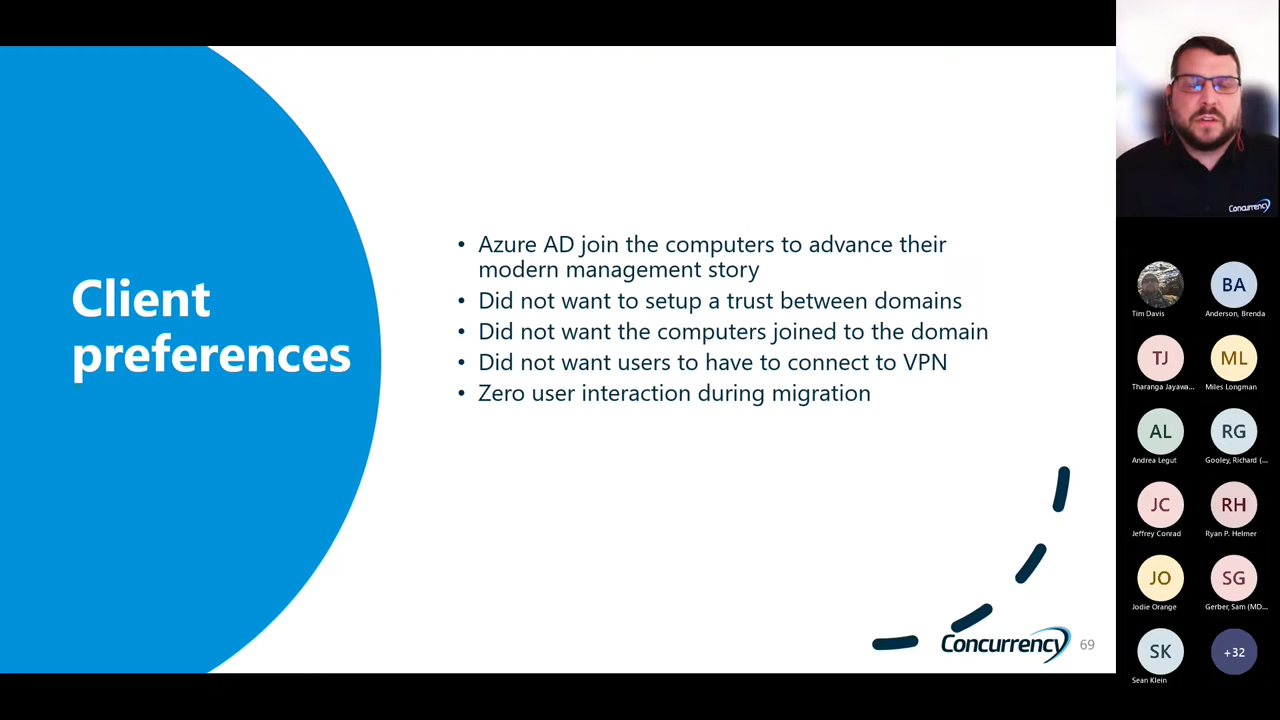 Client
preferences
• Azure AD join the computers to advance their
modern management story
• Did not want to setup a trust between domains
• Did not want the computers joined to the domain
• Did not want users to have to connect to VPN
• Zero user interaction during migration
Concurrency
69
Concurrency
BA
Tim Davis
Anderson, Brenda
TJ
ML
Tharanga Jayawa...
Miles Longman
AL
RG
Andrea Legut
Gooley, Richard (...
JC
RH
Jeffrey Conrad
Ryan P. Helmer
JO
SG
Jodie Orange
Gerber, Sam (MD...
SK
+32
Sean Klein